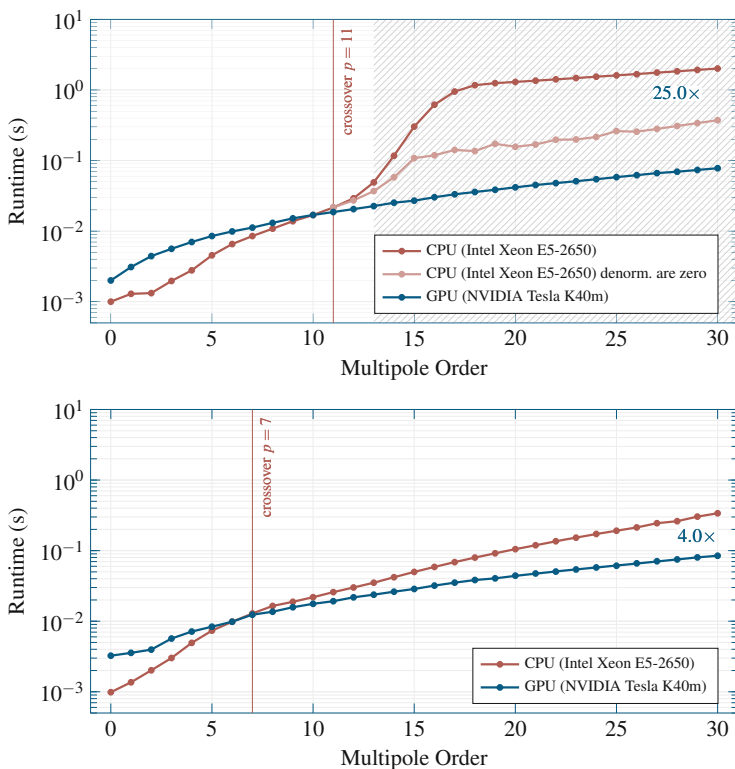 10^1
10^0
10^−1
10^−2
10^−3
Runtime (s)
crossover p = 11
25.0×
CPU (Intel Xeon E5-2650)
CPU (Intel Xeon E5-2650) denorm. are zero
GPU (NVIDIA Tesla K40m)
0 5 10 15 20 25 30
Multipole Order
10^1
10^0
10^−1
10^−2
10^−3
Runtime (s)
crossover p = 7
4.0×
CPU (Intel Xeon E5-2650)
GPU (NVIDIA Tesla K40m)
0 5 10 15 20 25 30
Multipole Order